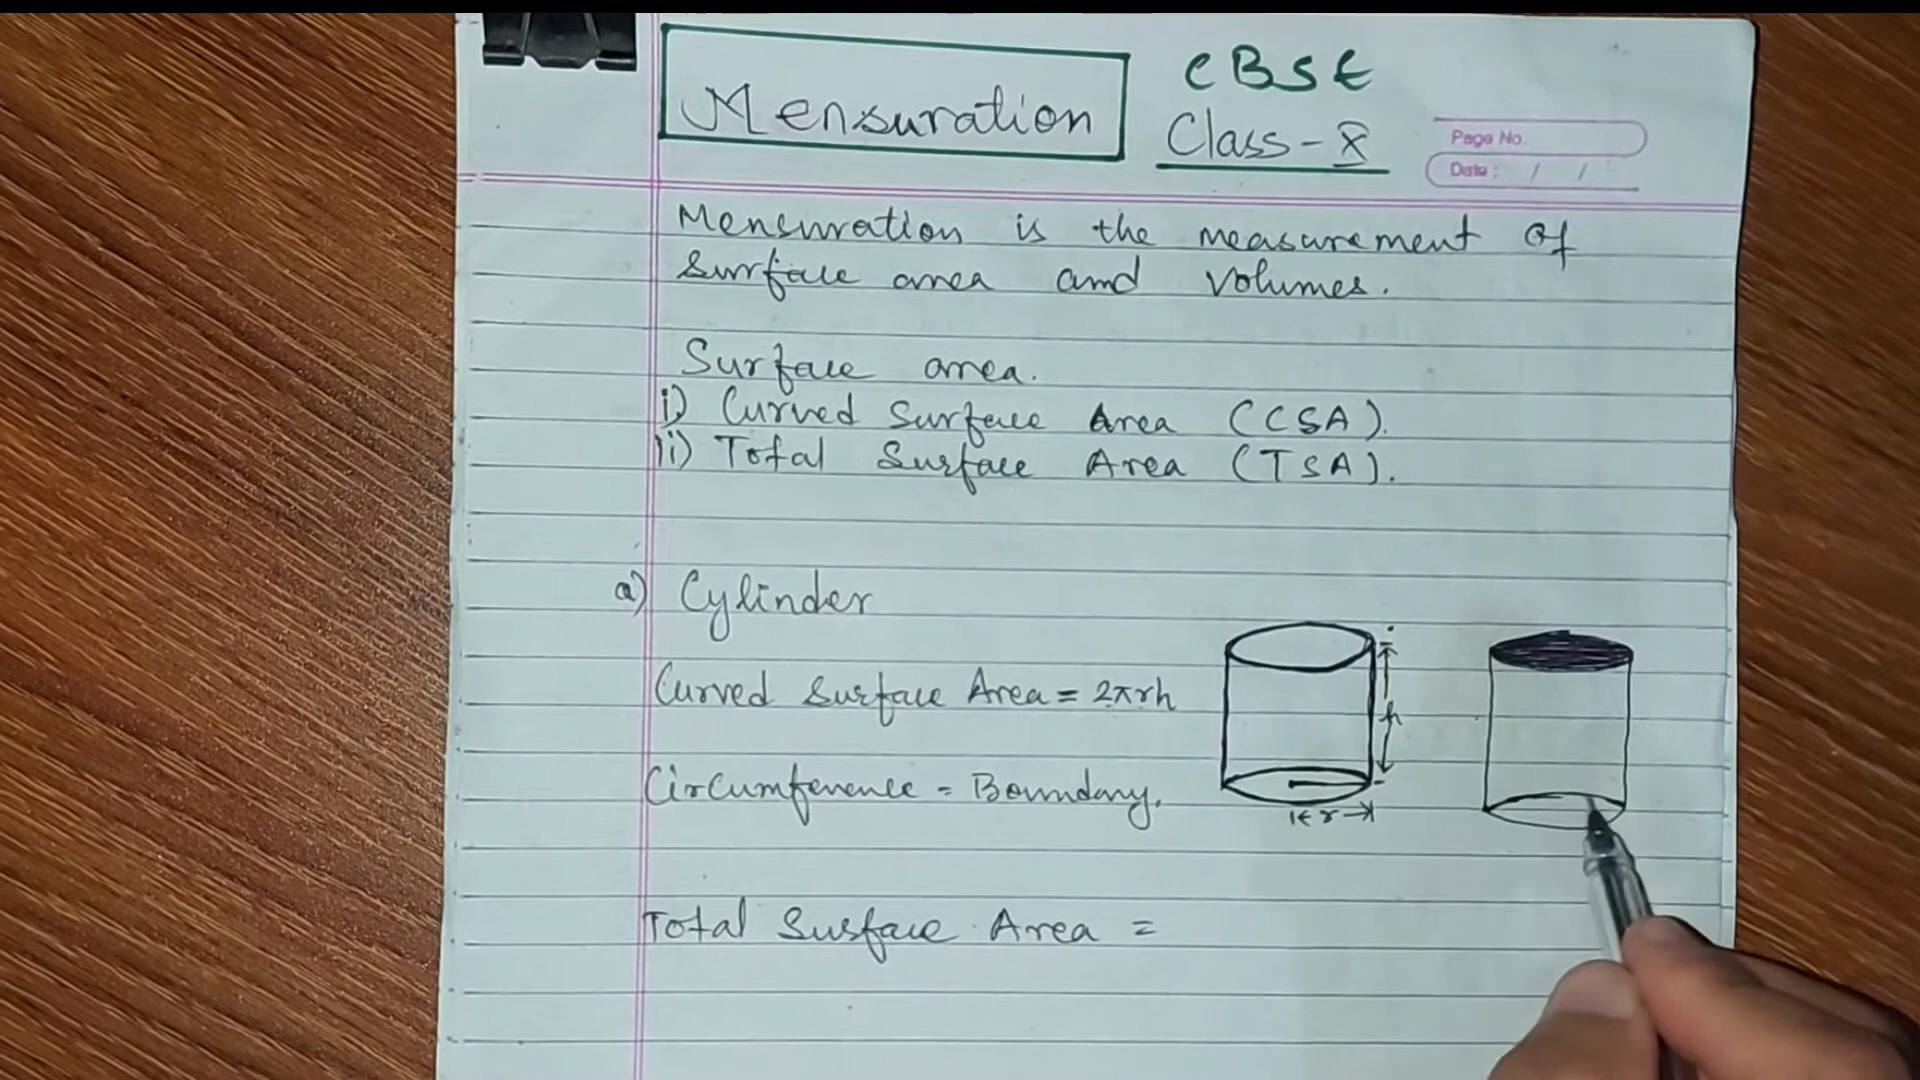 Mensuration
CBSE
Class - X
Page No.
Date : / /
Mensuration is the measurement of
Surface area and Volumes.
Surface area.
i) Curved Surface Area (CSA).
ii) Total Surface Area (TSA).
a) Cylinder
Curved Surface Area = 2πrh
h
Circumference = Boundary.
r
Total Surface Area =